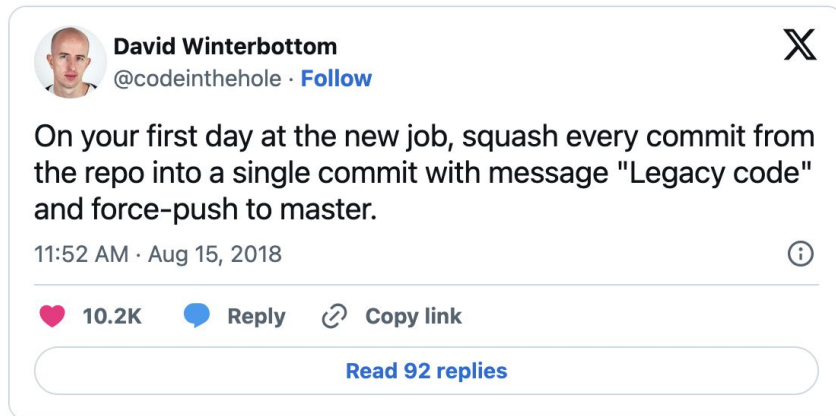 David Winterbottom
@codeinthehole · Follow
On your first day at the new job, squash every commit from
the repo into a single commit with message "Legacy code"
and force-push to master.
11:52 AM · Aug 15, 2018
10.2K Reply Copy link
Read 92 replies